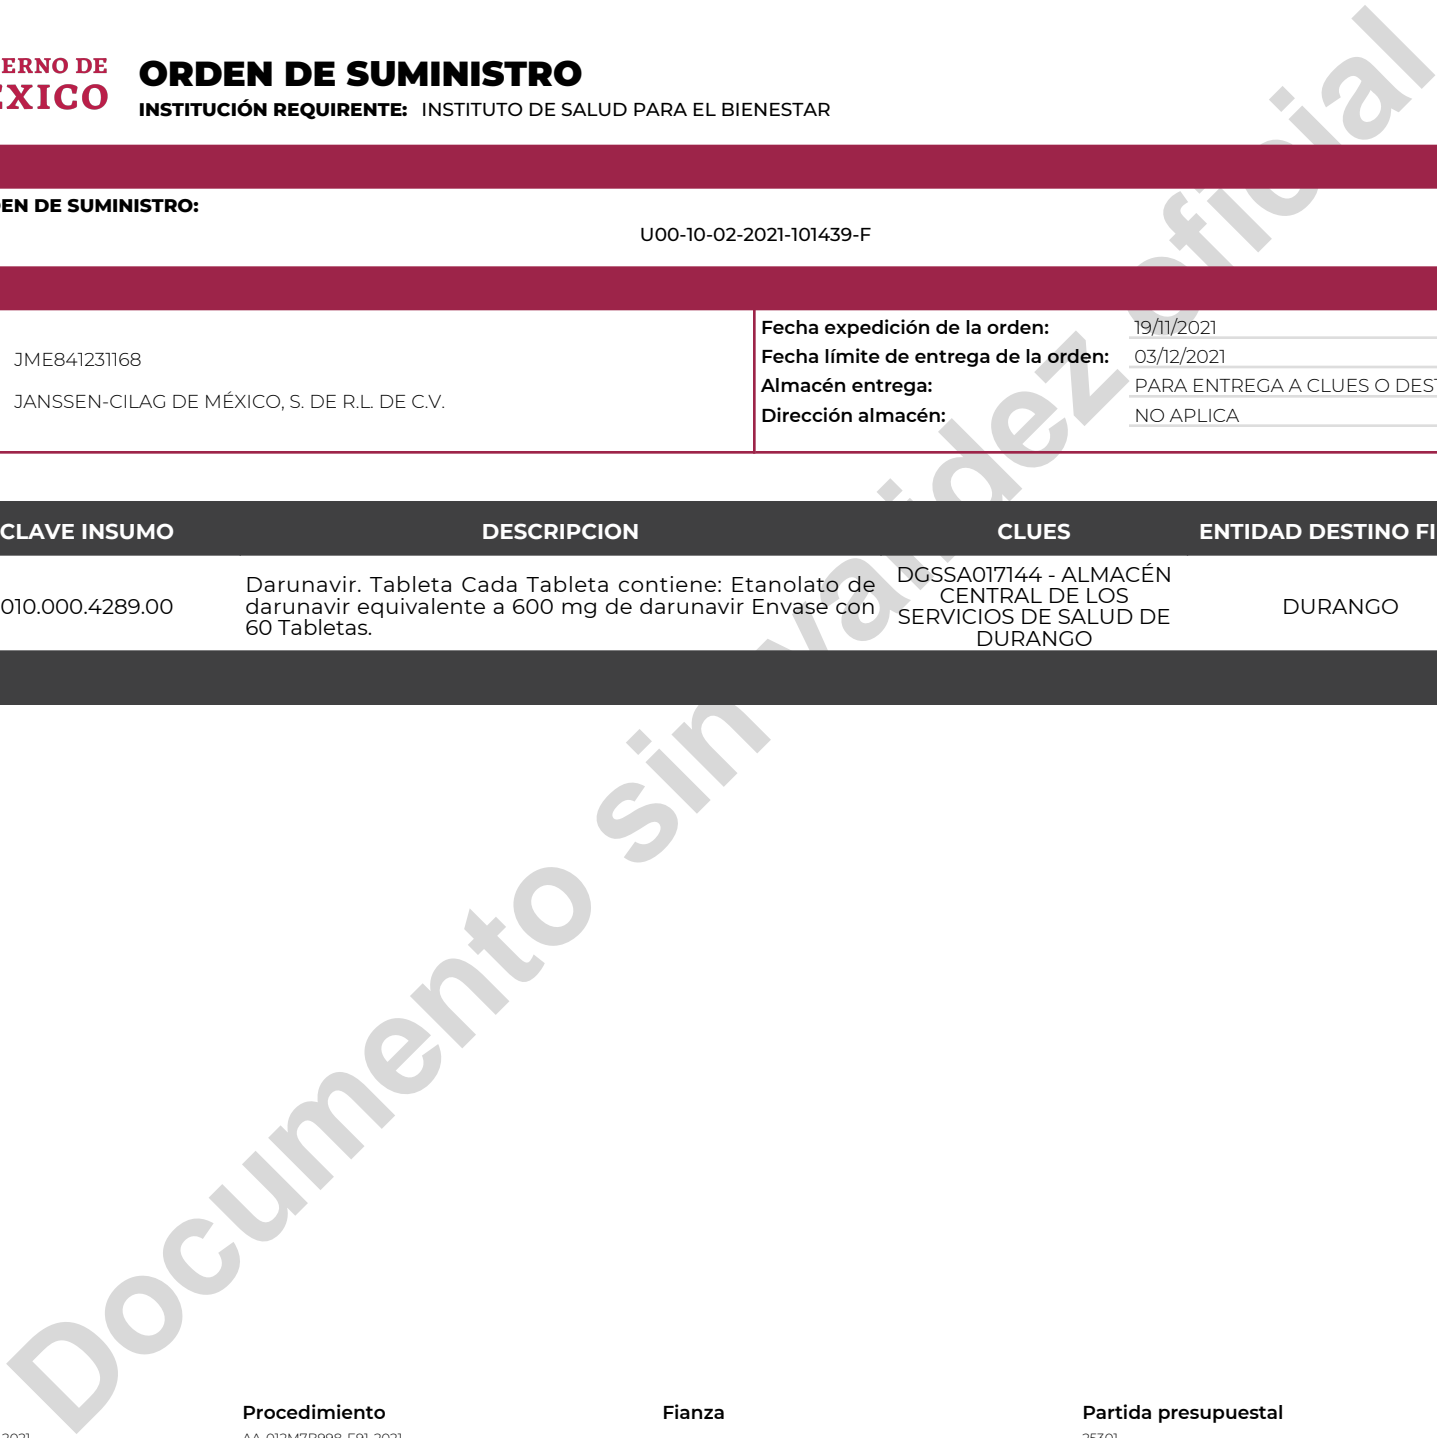 ERNO DE
ÉXICO
ORDEN DE SUMINISTRO
INSTITUCIÓN REQUIRENTE: INSTITUTO DE SALUD PARA EL BIENESTAR
EN DE SUMINISTRO:
U00-10-02-2021-101439-F
JME841231168
JANSSEN-CILAG DE MÉXICO, S. DE R.L. DE C.V.
Fecha expedición de la orden: 19/11/2021
Fecha límite de entrega de la orden: 03/12/2021
Almacén entrega: PARA ENTREGA A CLUES O DEST
Dirección almacén: NO APLICA
CLAVE INSUMO DESCRIPCION CLUES ENTIDAD DESTINO FI
010.000.4289.00
Darunavir. Tableta Cada Tableta contiene: Etanolato de
darunavir equivalente a 600 mg de darunavir Envase con
60 Tabletas.
DGSSA017144 - ALMACÉN
CENTRAL DE LOS
SERVICIOS DE SALUD DE
DURANGO
DURANGO
Documento sin validez oficial
Procedimiento Fianza Partida presupuestal